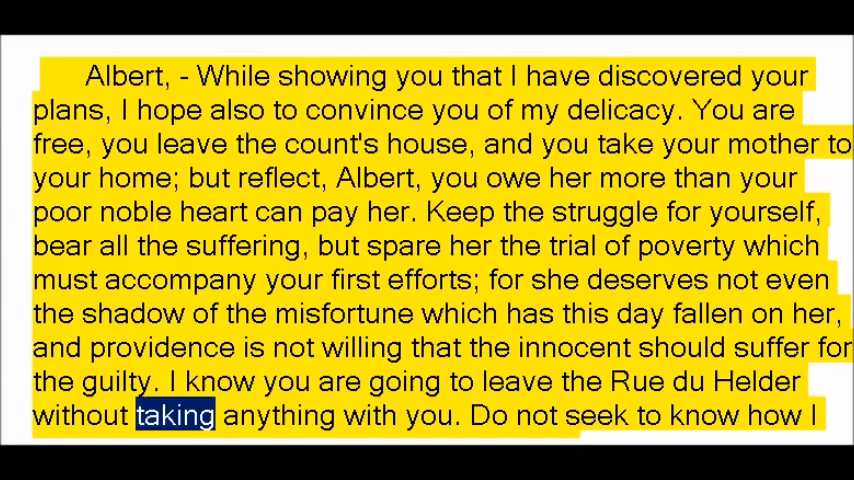 Albert, - While showing you that I have discovered your
plans, I hope also to convince you of my delicacy. You are
free, you leave the count's house, and you take your mother to
your home; but reflect, Albert, you owe her more than your
poor noble heart can pay her. Keep the struggle for yourself,
bear all the suffering, but spare her the trial of poverty which
must accompany your first efforts; for she deserves not even
the shadow of the misfortune which has this day fallen on her,
and providence is not willing that the innocent should suffer for
the guilty. I know you are going to leave the Rue du Helder
without taking anything with you. Do not seek to know how I